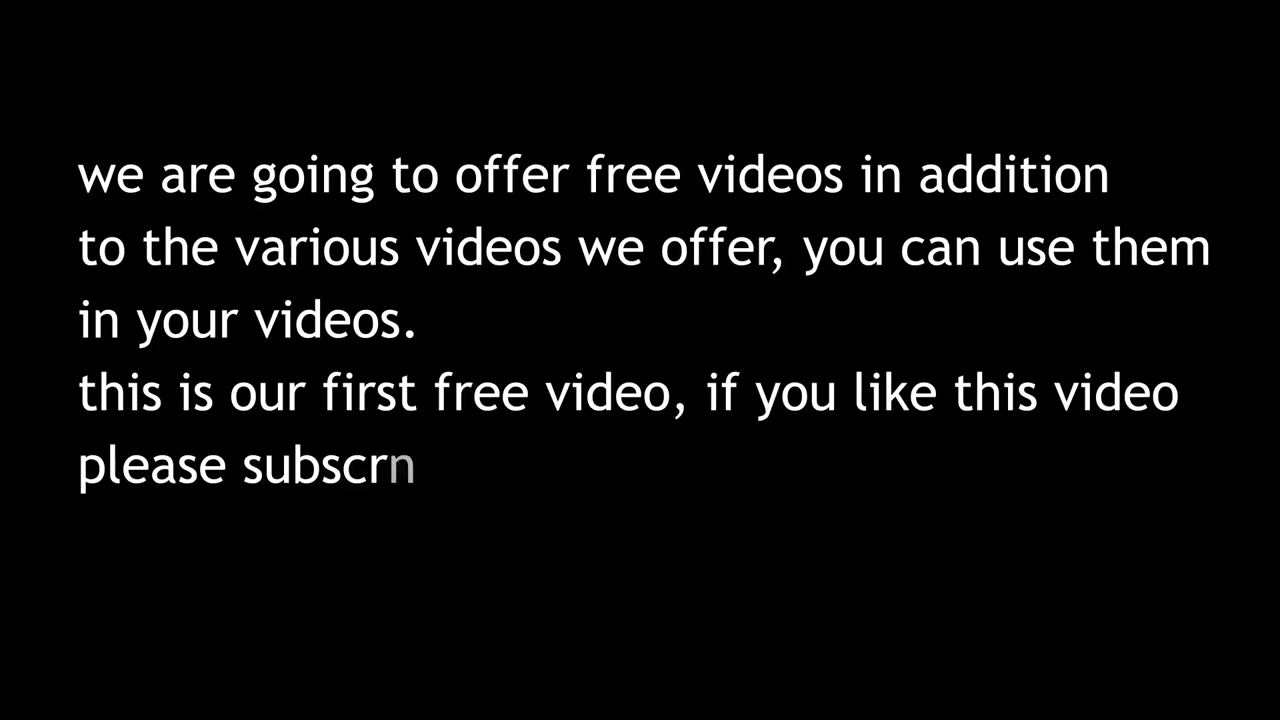 we are going to offer free videos in addition
to the various videos we offer, you can use them
in your videos.
this is our first free video, if you like this video
please subscrn